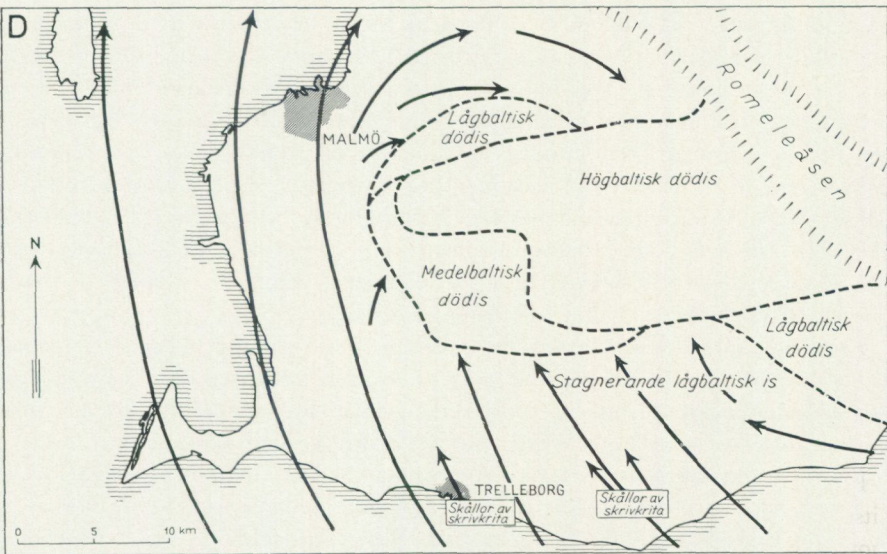 D
Romeleåsen
Lågbaltisk
dödis
MALMÖ
Högbaltisk dödis
N
Medelbaltisk
dödis
Lågbaltisk
dödis
Stagnerande lågbaltisk is
TRELLEBORG
Skållor av
skrivkrita
Skållor av
skrivkrita
0 5 10 km